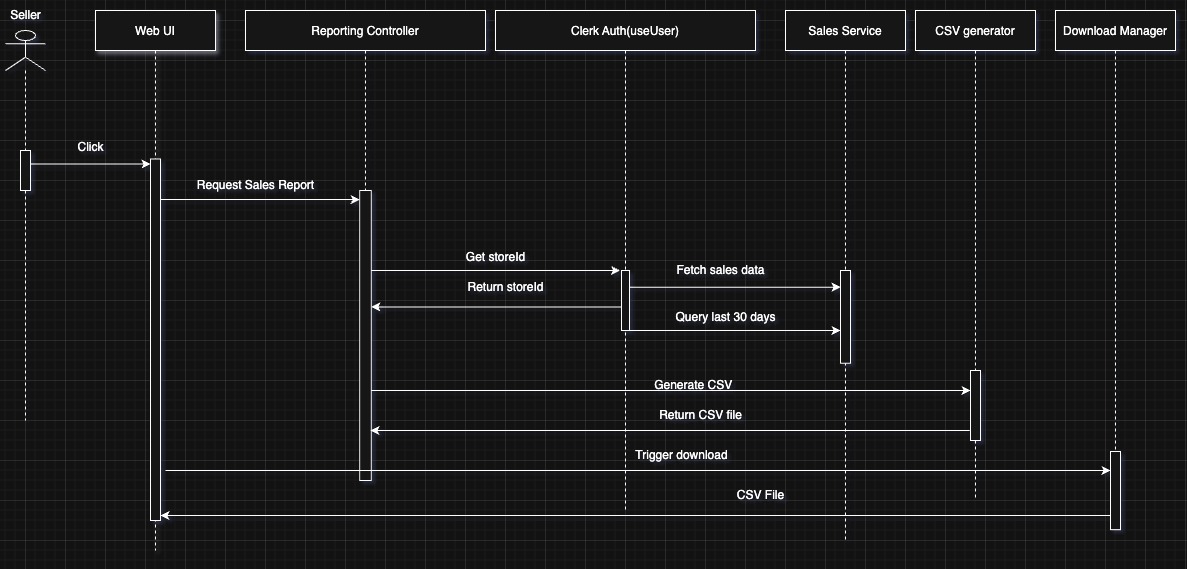 Seller
Web UI
Reporting Controller
Clerk Auth(useUser)
Sales Service
CSV generator
Download Manager
Click
Request Sales Report
Get storeId
Fetch sales data
Return storeId
Query last 30 days
Generate CSV
Return CSV file
Trigger download
CSV File